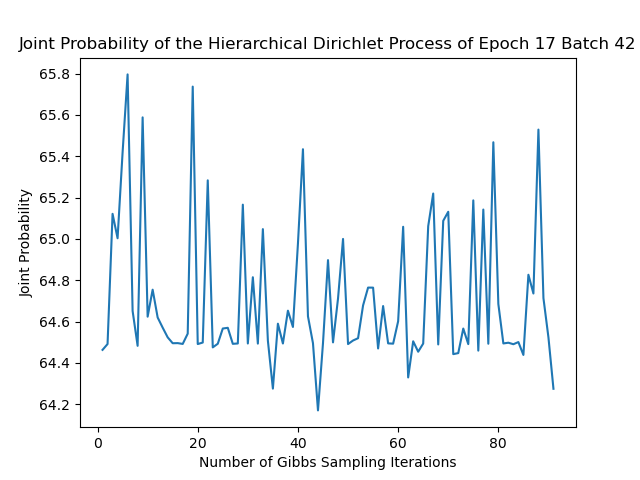 Joint Probability of the Hierarchical Dirichlet Process of Epoch 17 Batch 42
65.8
65.6
65.4
65.2
65.0
64.8
64.6
64.4
64.2
Joint Probability
0 20 40 60 80
Number of Gibbs Sampling Iterations